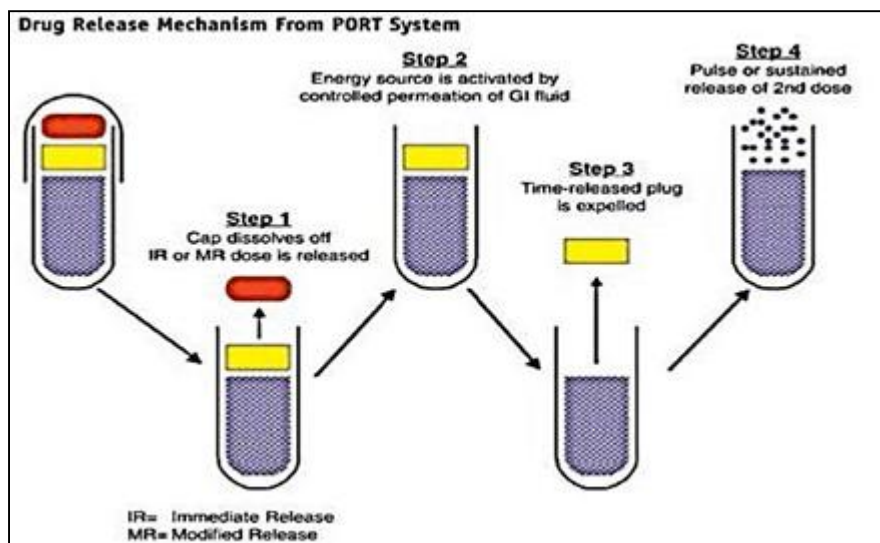 Drug Release Mechanism From PORT System
Step 1
Cap dissolves off
IR or MR dose is released
Step 2
Energy source is activated by
controlled permeation of GI fluid
Step 3
Time-released plug
is expelled
Step 4
Pulse or sustained
release of 2nd dose
IR= Immediate Release
MR= Modified Release